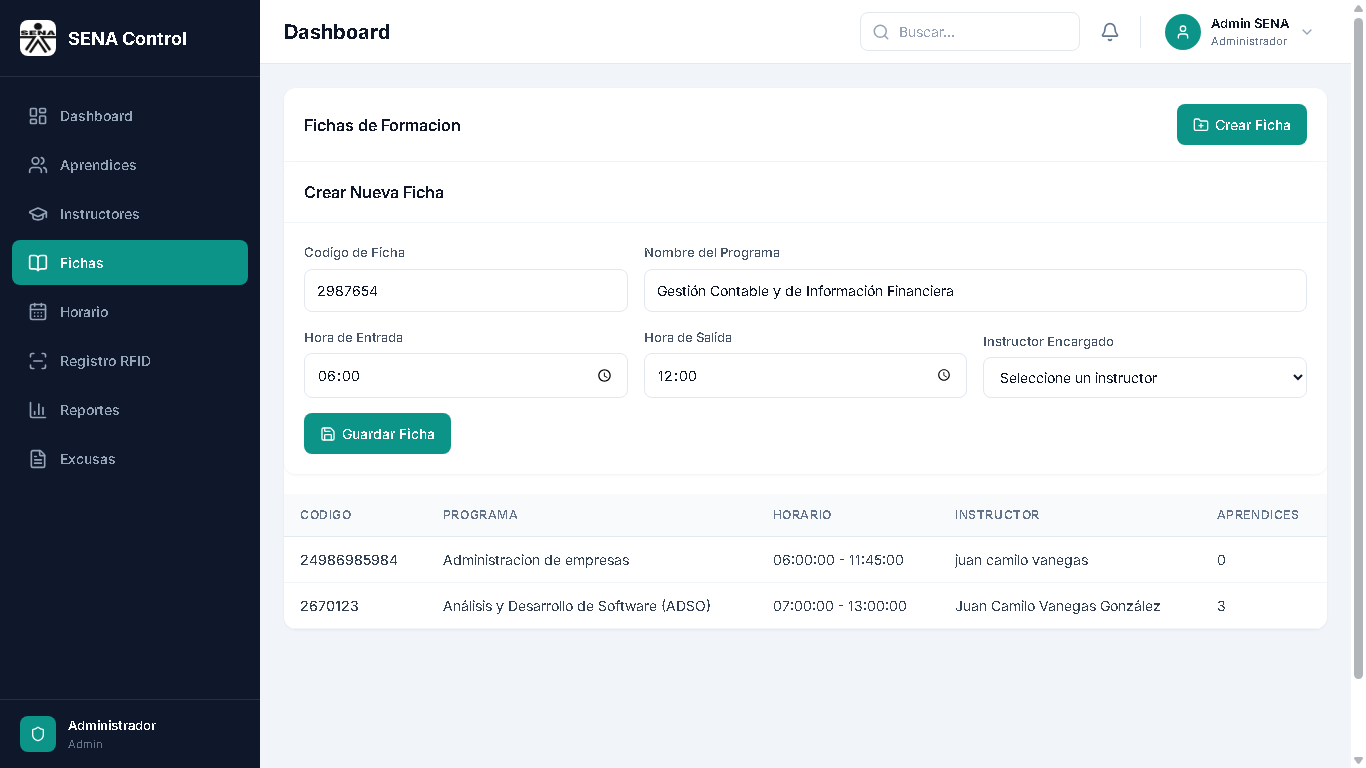 SENA
SENA Control
Dashboard
Buscar...
Admin SENA
Administrador
Dashboard
Aprendices
Instructores
Fichas
Horario
Registro RFID
Reportes
Excusas
Administrador
Admin
Fichas de Formacion
Crear Ficha
Crear Nueva Ficha
Codigo de Ficha
Nombre del Programa
2987654
Gestión Contable y de Información Financiera
Hora de Entrada
Hora de Salida
Instructor Encargado
06:00
12:00
Seleccione un instructor
Guardar Ficha
CODIGO PROGRAMA HORARIO INSTRUCTOR APRENDICES
24986985984 Administracion de empresas 06:00:00 - 11:45:00 juan camilo vanegas 0
2670123 Análisis y Desarrollo de Software (ADSO) 07:00:00 - 13:00:00 Juan Camilo Vanegas González 3